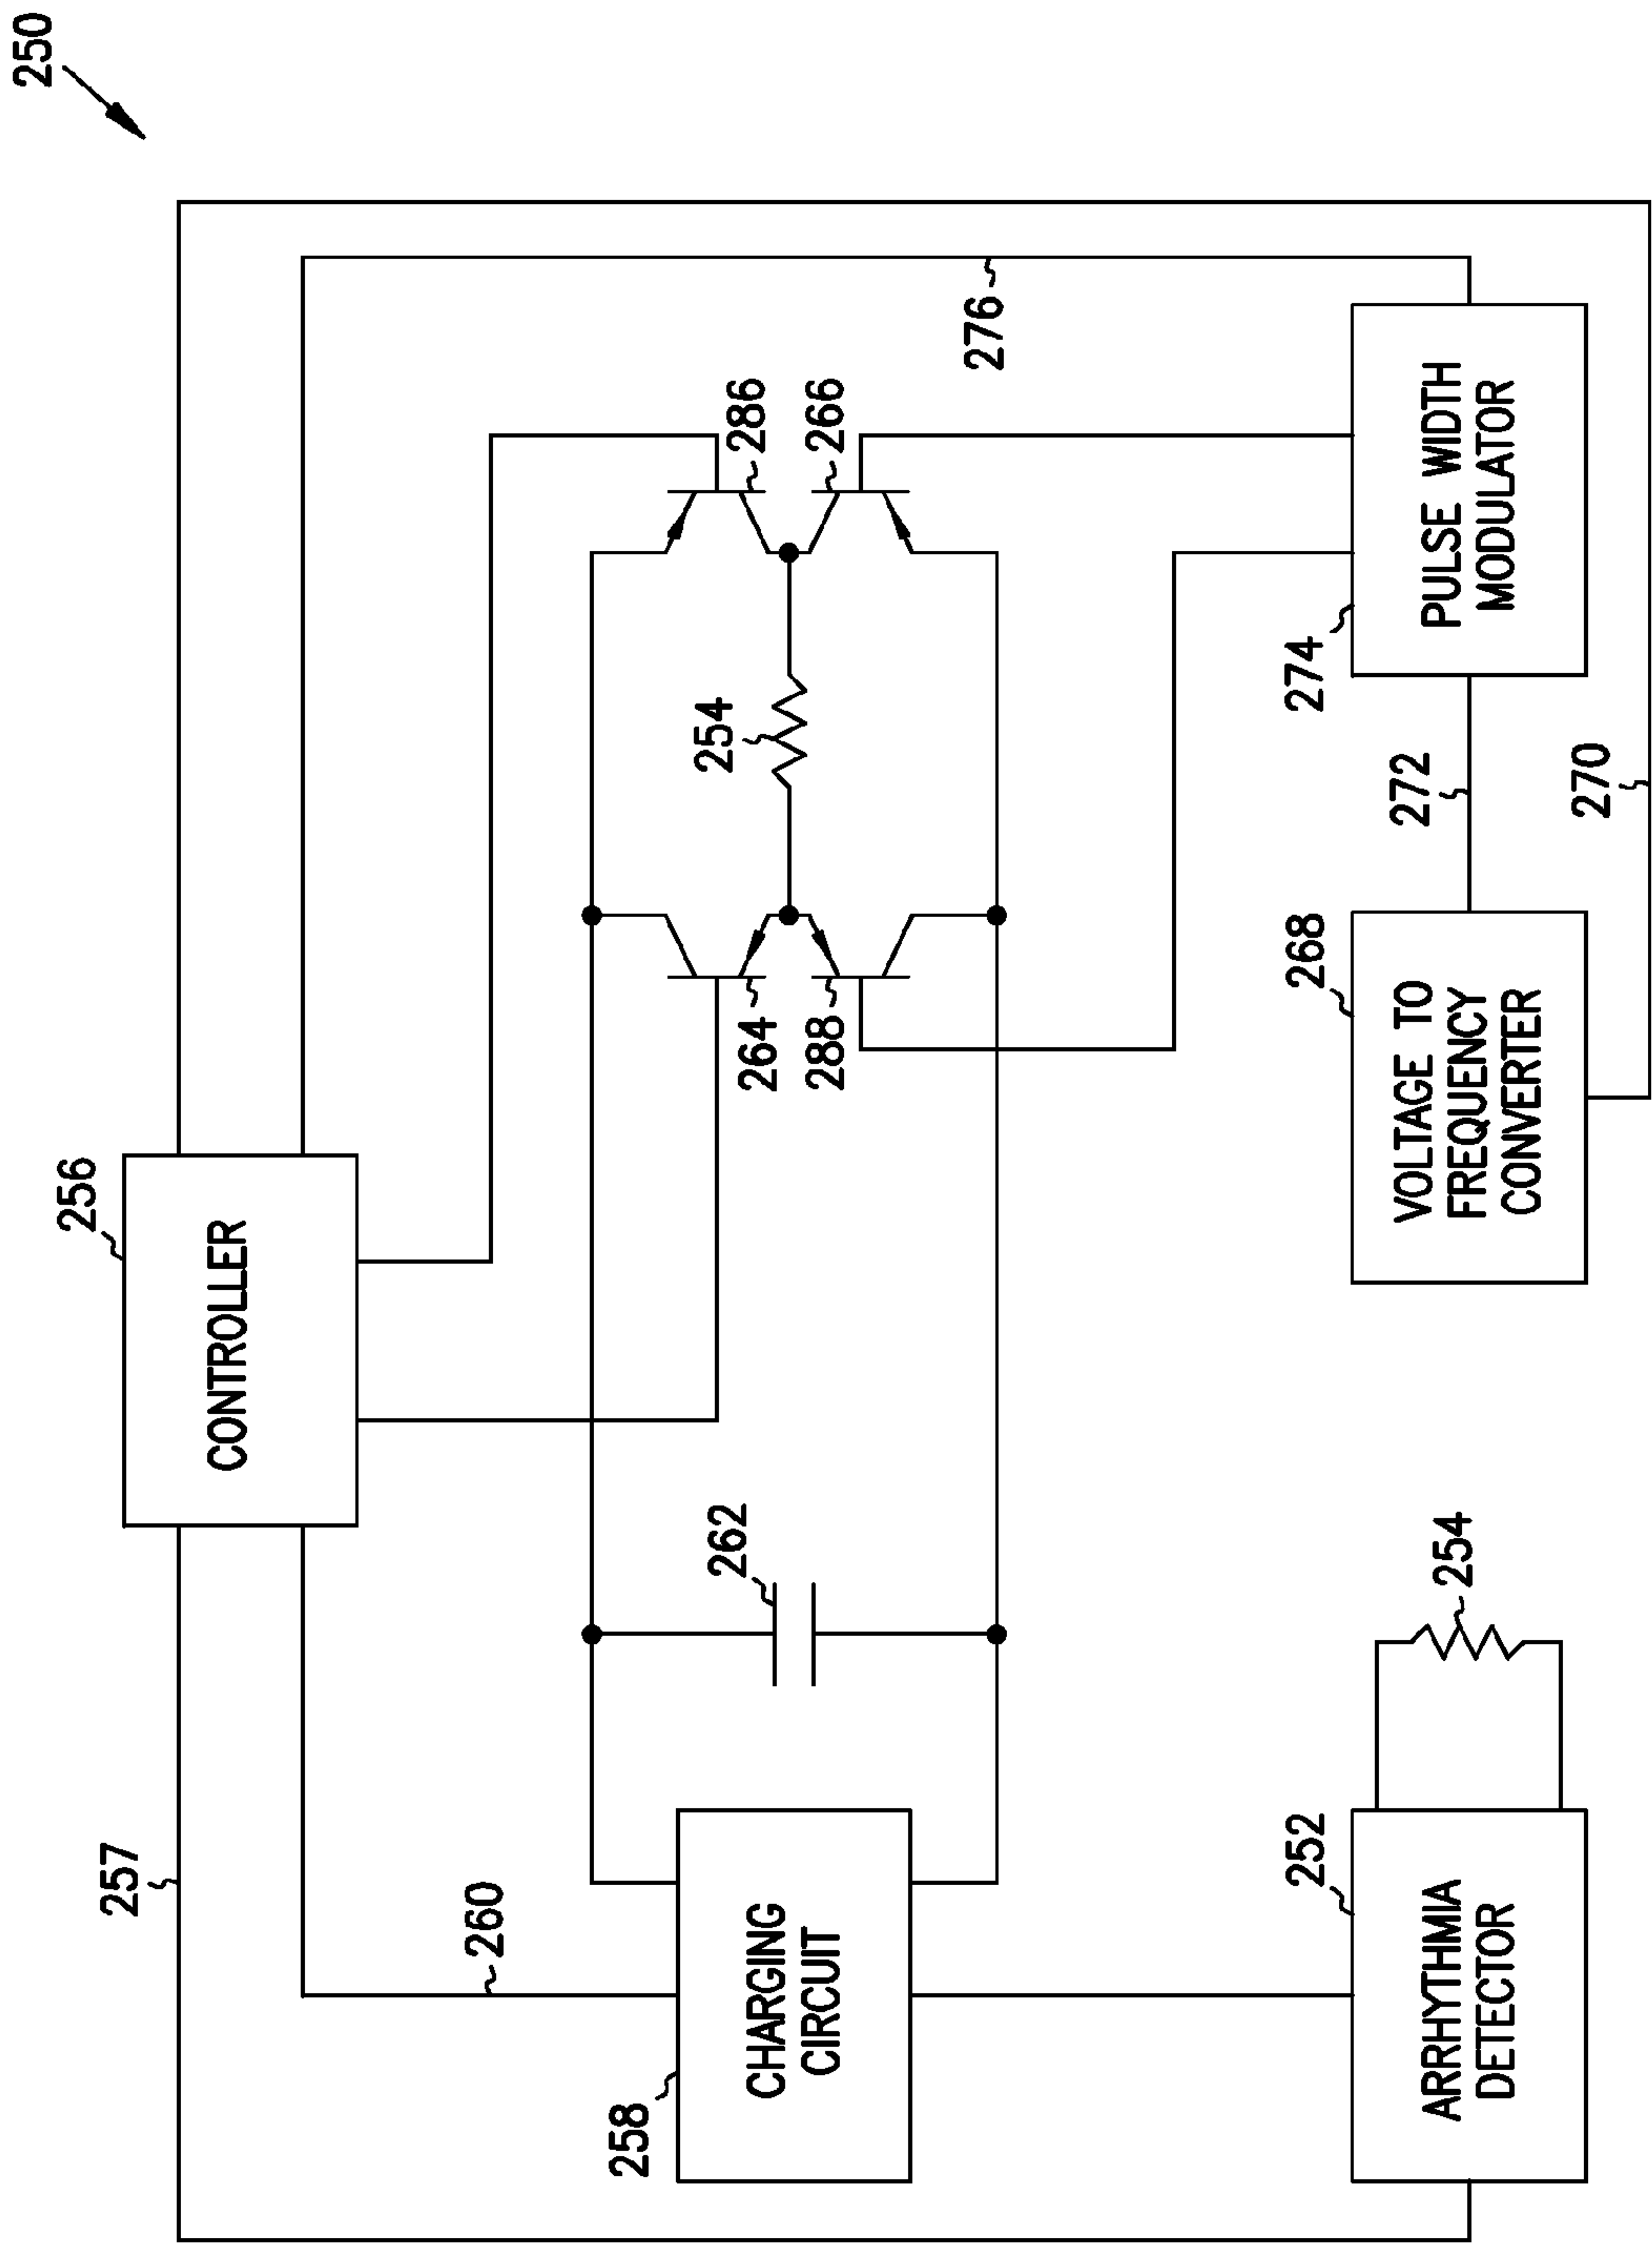 250
256
CONTROLLER
257
260
276
286
266
254
264
288
262
258
CHARGING
CIRCUIT
274
PULSE WIDTH
MODULATOR
272
270
268
VOLTAGE TO
FREQUENCY
CONVERTER
254
252
ARRHYTHMIA
DETECTOR